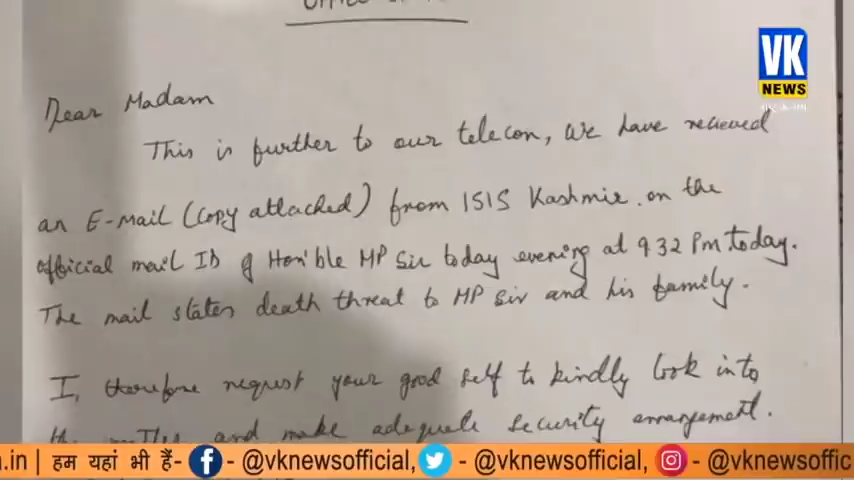 VK
NEWS
Dear Madam
This is further to our telecon, we have recieved
an E-Mail (copy attached) from ISIS Kashmir. on the
official mail ID of Hon'ble MP Sir today evening at 9.32 PM today.
The mail states death threat to MP Sir and his family.
I, therefore request your good self to kindly look into
and make adequate security arrangement.
.in | हम यहां भी हैं- - @vknewsofficial, - @vknewsofficial, - @vknewsoffic